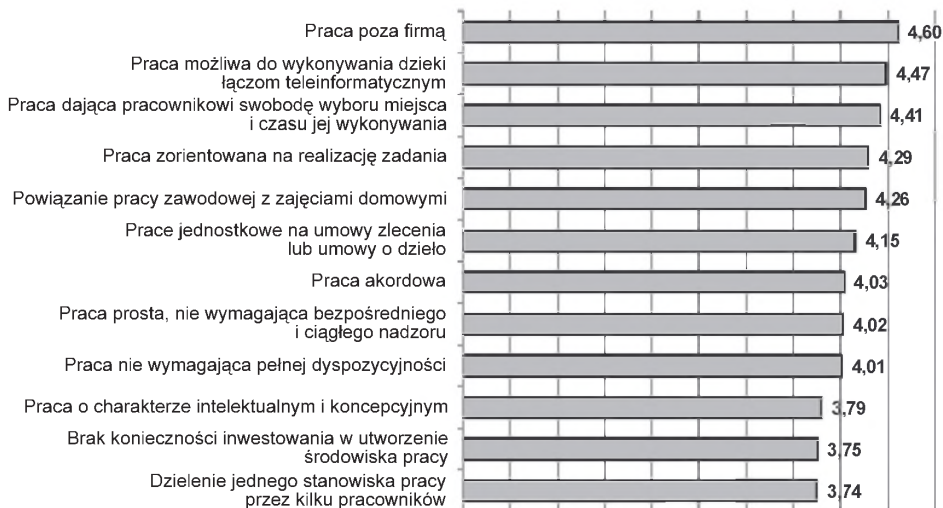 Praca poza firmą 4,60
Praca możliwa do wykonywania dzieki
łączom teleinformatycznym 4,47
Praca dająca pracownikowi swobodę wyboru miejsca
i czasu jej wykonywania 4,41
Praca zorientowana na realizację zadania 4,29
Powiązanie pracy zawodowej z zajęciami domowymi 4,26
Prace jednostkowe na umowy zlecenia
lub umowy o dzieło 4,15
Praca akordowa 4,03
Praca prosta, nie wymagająca bezpośredniego
i ciągłego nadzoru 4,02
Praca nie wymagająca pełnej dyspozycyjności 4,01
Praca o charakterze intelektualnym i koncepcyjnym 3,79
Brak konieczności inwestowania w utworzenie
środowiska pracy 3,75
Dzielenie jednego stanowiska pracy
przez kilku pracowników 3,74